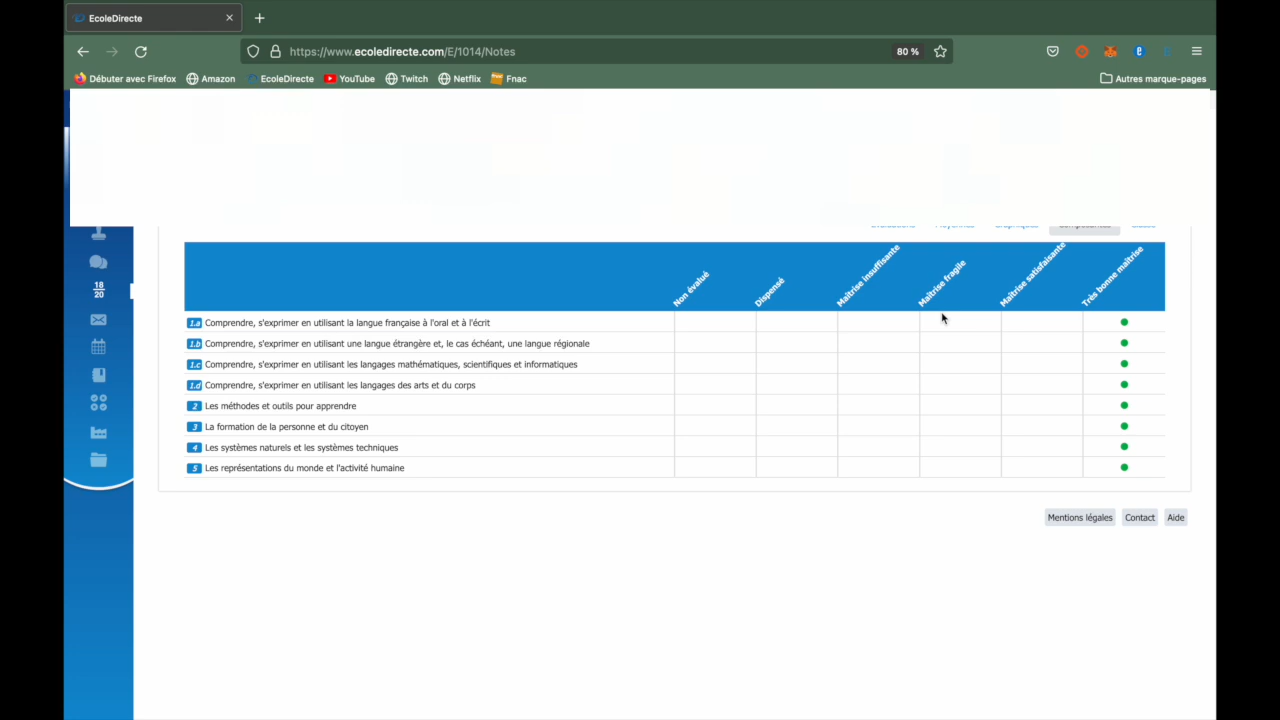 EcoleDirecte
https://www.ecoledirecte.com/E/1014/Notes
80 %
Débuter avec Firefox
Amazon
EcoleDirecte
YouTube
Twitch
Netflix
Fnac
Autres marque-pages
18
20
Non évalué
Dispensé
Maîtrise insuffisante
Maîtrise fragile
Maîtrise satisfaisante
Très bonne maîtrise
1.a Comprendre, s'exprimer en utilisant la langue française à l'oral et à l'écrit
1.b Comprendre, s'exprimer en utilisant une langue étrangère et, le cas échéant, une langue régionale
1.c Comprendre, s'exprimer en utilisant les langages mathématiques, scientifiques et informatiques
1.d Comprendre, s'exprimer en utilisant les langages des arts et du corps
2 Les méthodes et outils pour apprendre
3 La formation de la personne et du citoyen
4 Les systèmes naturels et les systèmes techniques
5 Les représentations du monde et l'activité humaine
Mentions légales
Contact
Aide